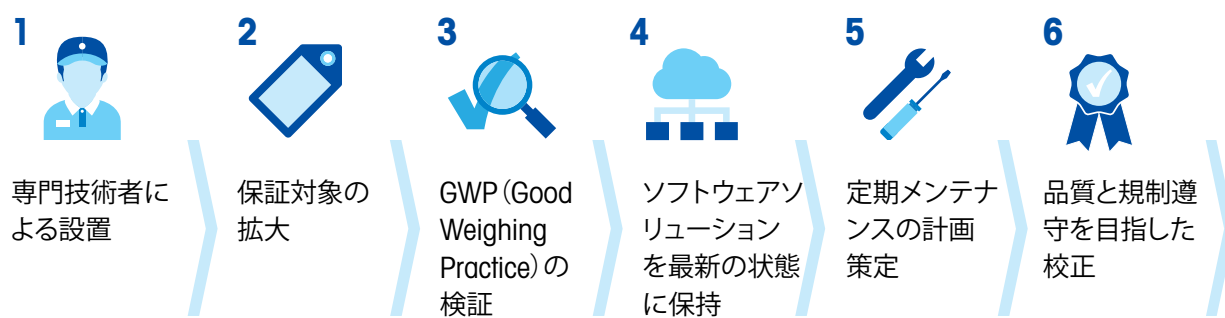 1
専門技術者に
よる設置
2
保証対象の
拡大
3
GWP（Good
Weighing
Practice）の
検証
4
ソフトウェアソ
リューション
を最新の状態
に保持
5
定期メンテナ
ンスの計画
策定
6
品質と規制遵
守を目指した
校正